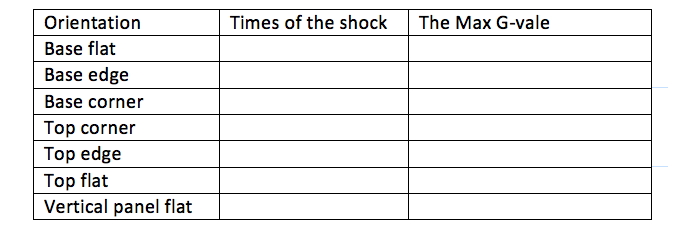 Orientation Times of the shock The Max G-vale
Base flat
Base edge
Base corner
Top corner
Top edge
Top flat
Vertical panel flat